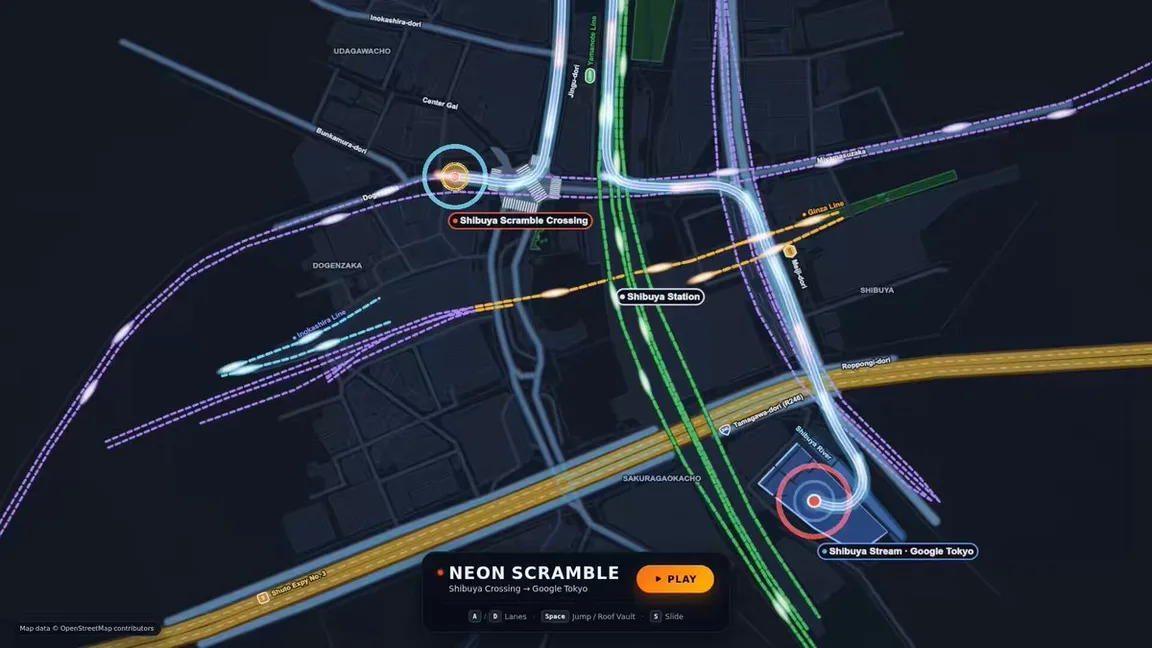 Inokashira-dori
UDAGAWACHO
Yamanote Line
Jingu-dori
Center Gai
Bunkamura-dori
Miyamasuzaka
Shibuya Scramble Crossing
Ginza Line
DOGENZAKA
Meiji-dori
SHIBUYA
Shibuya Station
Inokashira Line
Roppongi-dori
Tamagawa-dori (R246)
Shibuya River
SAKURAGAOKACHO
Shibuya Stream · Google Tokyo
Shuto Expy No. 3
NEON SCRAMBLE
Shibuya Crossing → Google Tokyo
PLAY
A / D Lanes · Space Jump / Roof Vault · S Slide
Map data © OpenStreetMap contributors